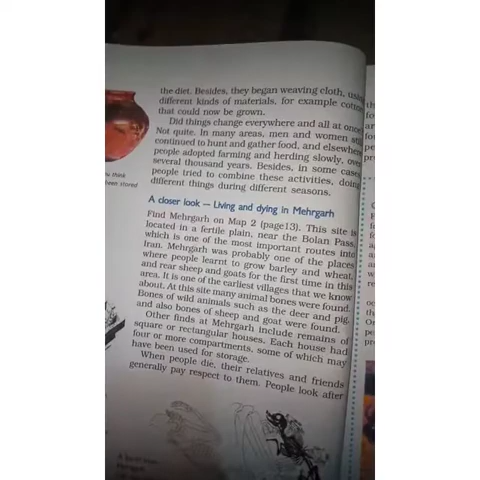 the diet. Besides, they began weaving cloth, using
different kinds of materials, for example cotton
that could now be grown.
Did things change everywhere and all at once?
Not quite. In many areas, men and women still
continued to hunt and gather food, and elsewhere
people adopted farming and herding slowly, over
several thousand years. Besides, in some cases
people tried to combine these activities, doing
different things during different seasons.
A closer look — Living and dying in Mehrgarh
Find Mehrgarh on Map 2 (page13). This site is
located in a fertile plain, near the Bolan Pass,
which is one of the most important routes into
Iran. Mehrgarh was probably one of the places
where people learnt to grow barley and wheat,
and rear sheep and goats for the first time in this
area. It is one of the earliest villages that we know
about. At this site many animal bones were found.
Bones of wild animals such as the deer and pig,
and also bones of sheep and goat were found.
Other finds at Mehrgarh include remains of
square or rectangular houses. Each house had
four or more compartments, some of which may
have been used for storage.
When people die, their relatives and friends
generally pay respect to them. People look after
think
been stored